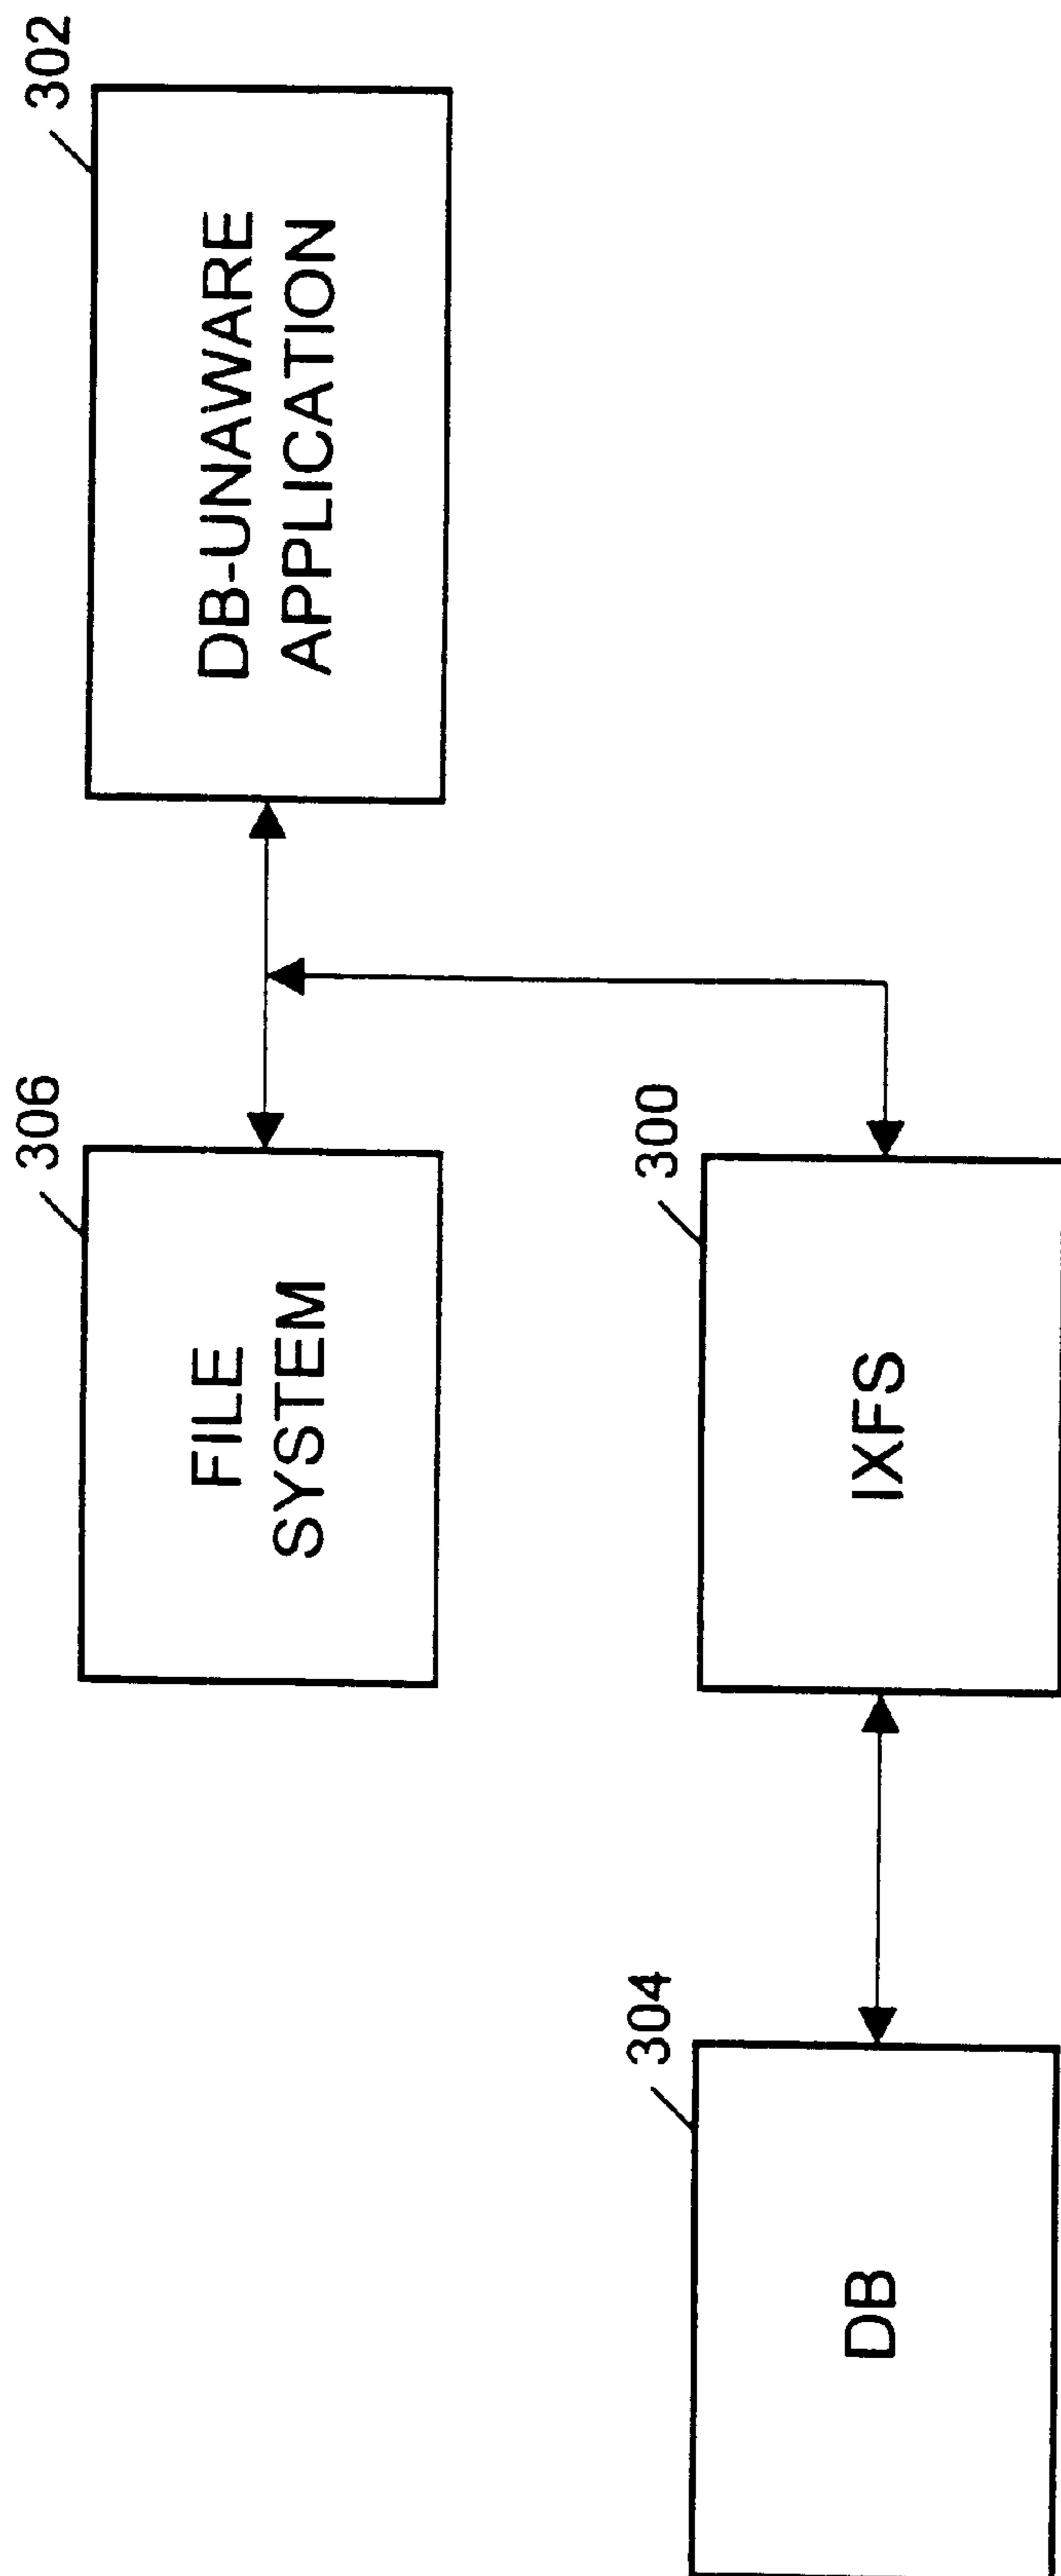 302
DB-UNAWARE
APPLICATION
306
FILE
SYSTEM
300
IXFS
304
DB